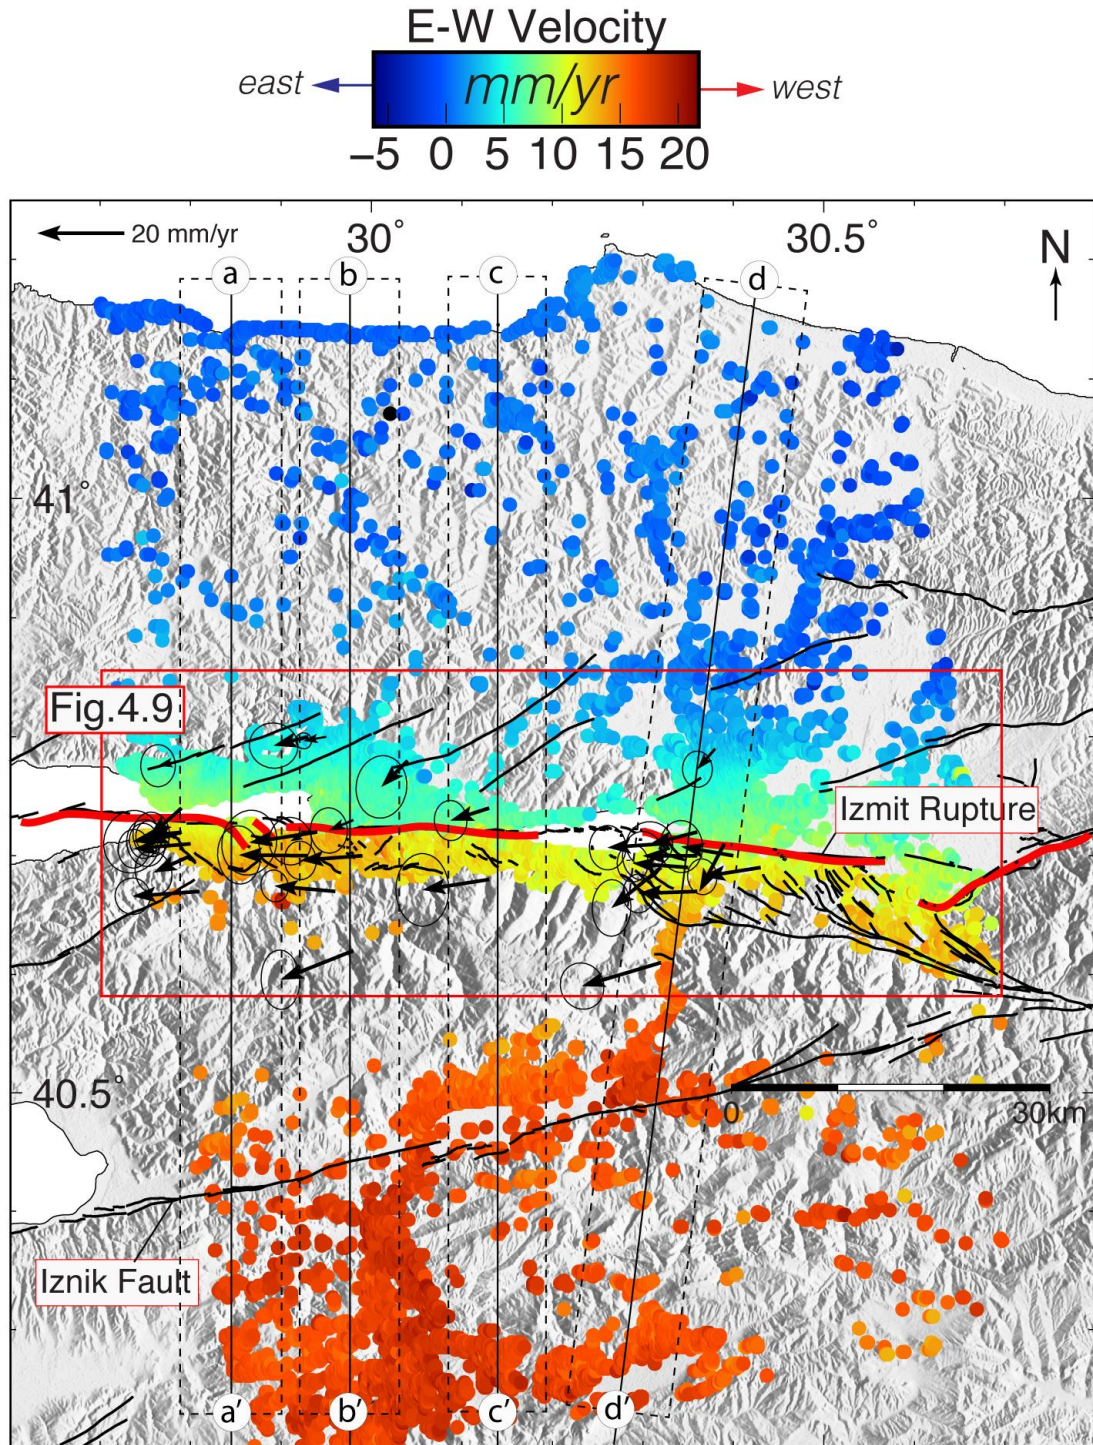 E-W Velocity
east
mm/yr
west
−5 0 5 10 15 20
20 mm/yr
30°
30.5°
N
a
b
c
d
41°
Fig.4.9
Izmit Rupture
40.5°
0
30km
Iznik Fault
a′
b′
c′
d′